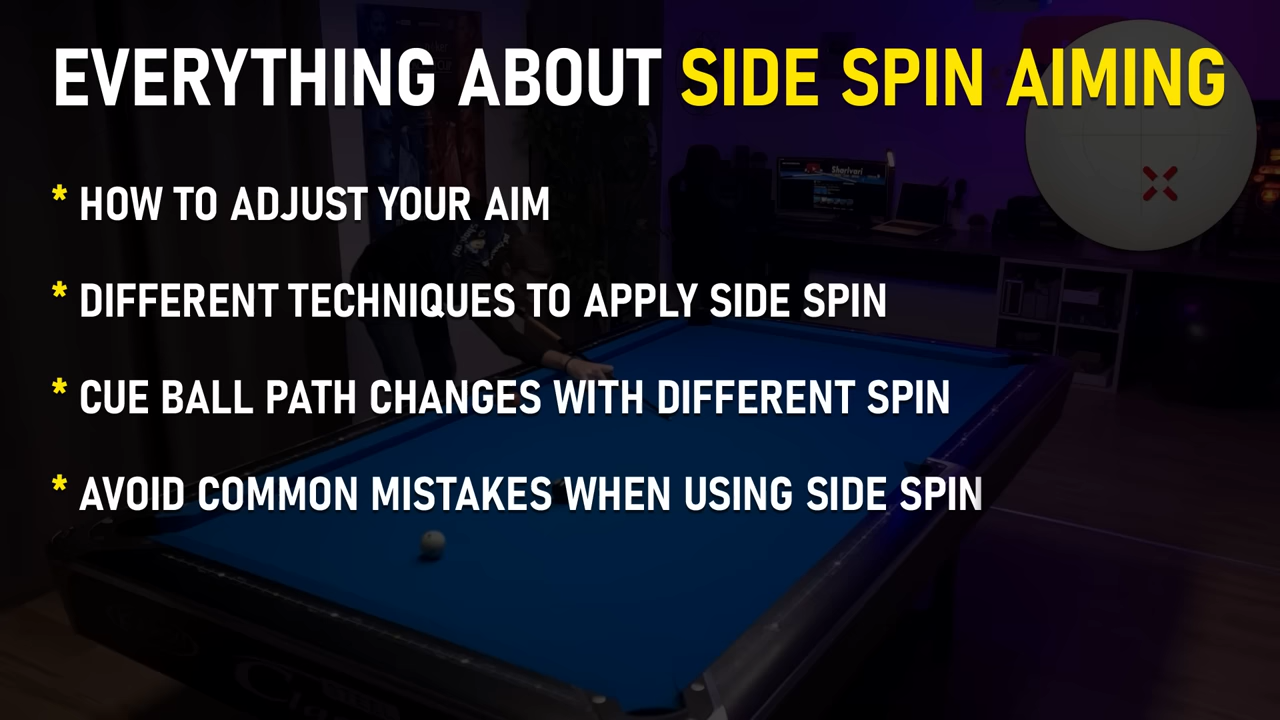 EVERYTHING ABOUT SIDE SPIN AIMING
* HOW TO ADJUST YOUR AIM
* DIFFERENT TECHNIQUES TO APPLY SIDE SPIN
* CUE BALL PATH CHANGES WITH DIFFERENT SPIN
* AVOID COMMON MISTAKES WHEN USING SIDE SPIN
Sharivari